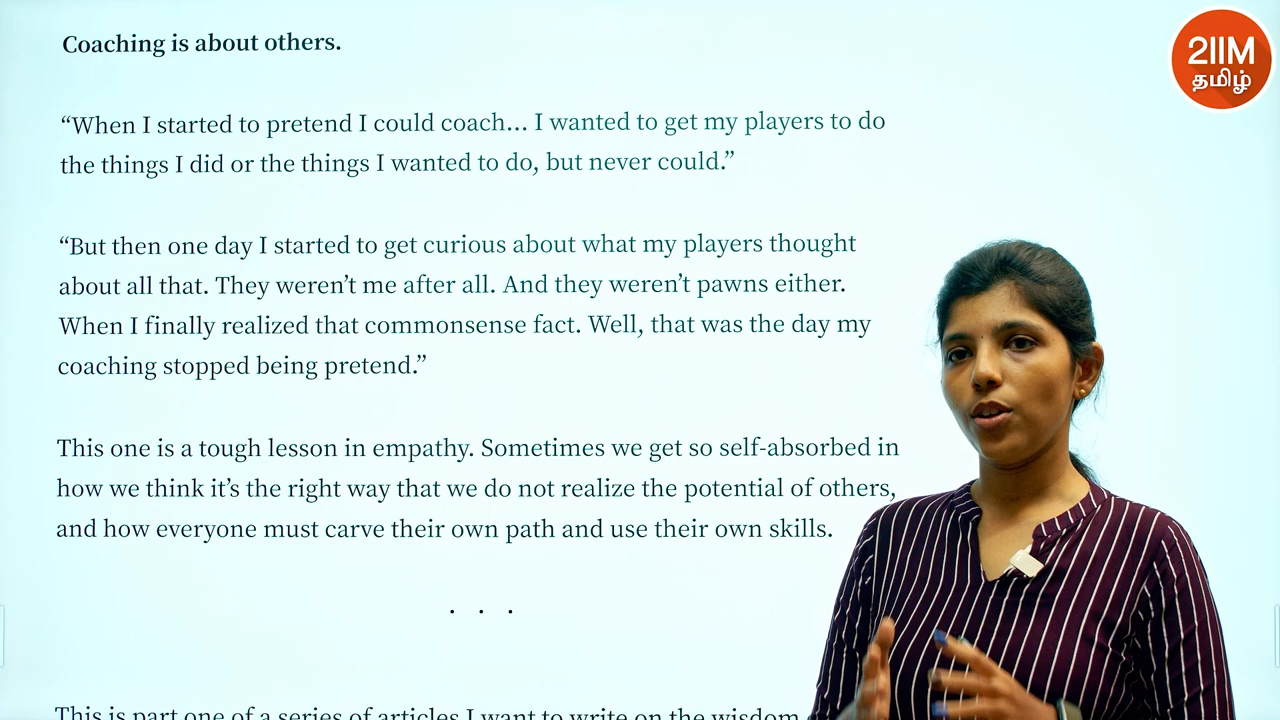 Coaching is about others.
2IIM
தமிழ்
“When I started to pretend I could coach… I wanted to get my players to do
the things I did or the things I wanted to do, but never could.”
“But then one day I started to get curious about what my players thought
about all that. They weren’t me after all. And they weren’t pawns either.
When I finally realized that commonsense fact. Well, that was the day my
coaching stopped being pretend.”
This one is a tough lesson in empathy. Sometimes we get so self-absorbed in
how we think it’s the right way that we do not realize the potential of others,
and how everyone must carve their own path and use their own skills.
. . .
This is part one of a series of articles I want to write on the wisdom